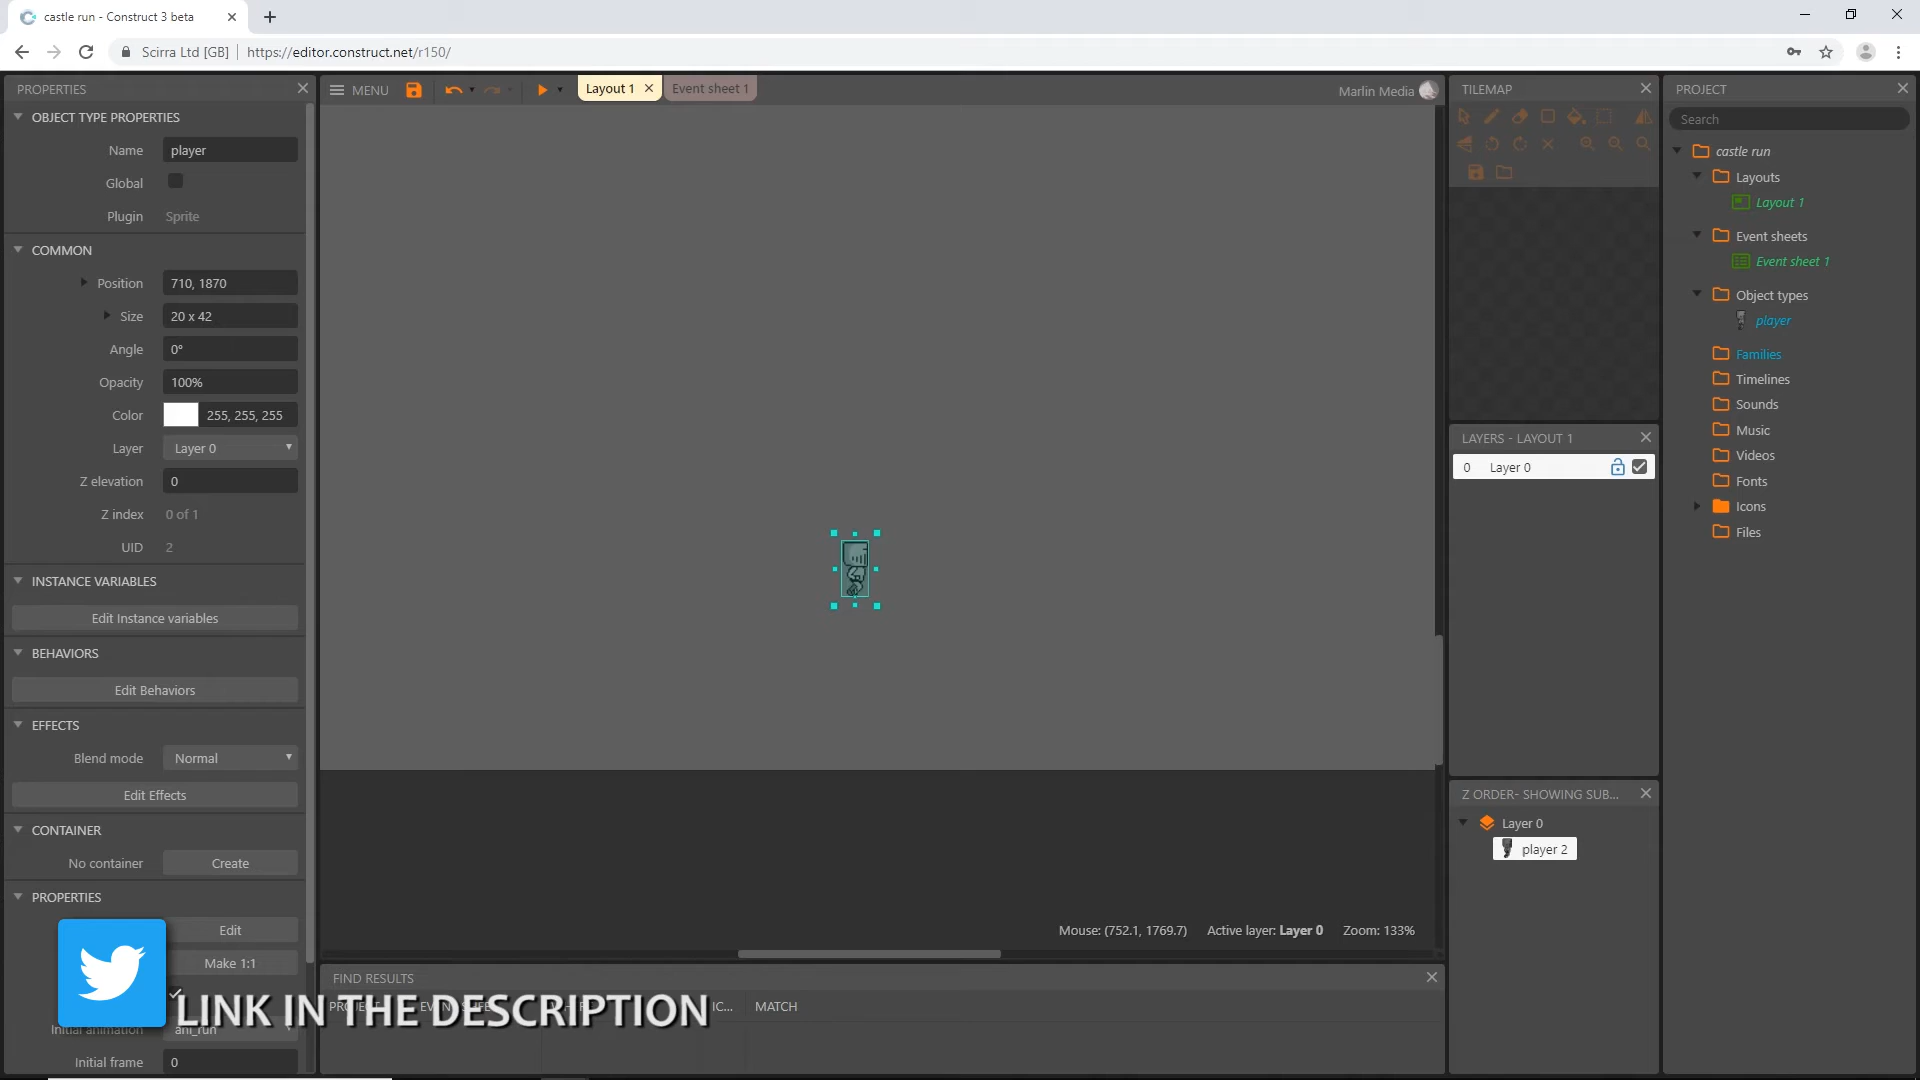 castle run - Construct 3 beta
Scirra Ltd [GB] https://editor.construct.net/r150/
PROPERTIES
OBJECT TYPE PROPERTIES
Name player
Global
Plugin Sprite
COMMON
Position 710, 1870
Size 20 x 42
Angle 0°
Opacity 100%
Color 255, 255, 255
Layer Layer 0
Z elevation 0
Z index 0 of 1
UID 2
INSTANCE VARIABLES
Edit Instance variables
BEHAVIORS
Edit Behaviors
EFFECTS
Blend mode Normal
Edit Effects
CONTAINER
No container Create
PROPERTIES
Edit
Make 1:1
Initial animation ani_run
Initial frame 0
LINK IN THE DESCRIPTION
MENU
Layout 1
Event sheet 1
Marlin Media
Mouse: (752.1, 1769.7) Active layer: Layer 0 Zoom: 133%
FIND RESULTS
IC... MATCH
TILEMAP
LAYERS - LAYOUT 1
0 Layer 0
Z ORDER- SHOWING SUB...
Layer 0
player 2
PROJECT
Search
castle run
Layouts
Layout 1
Event sheets
Event sheet 1
Object types
player
Families
Timelines
Sounds
Music
Videos
Fonts
Icons
Files